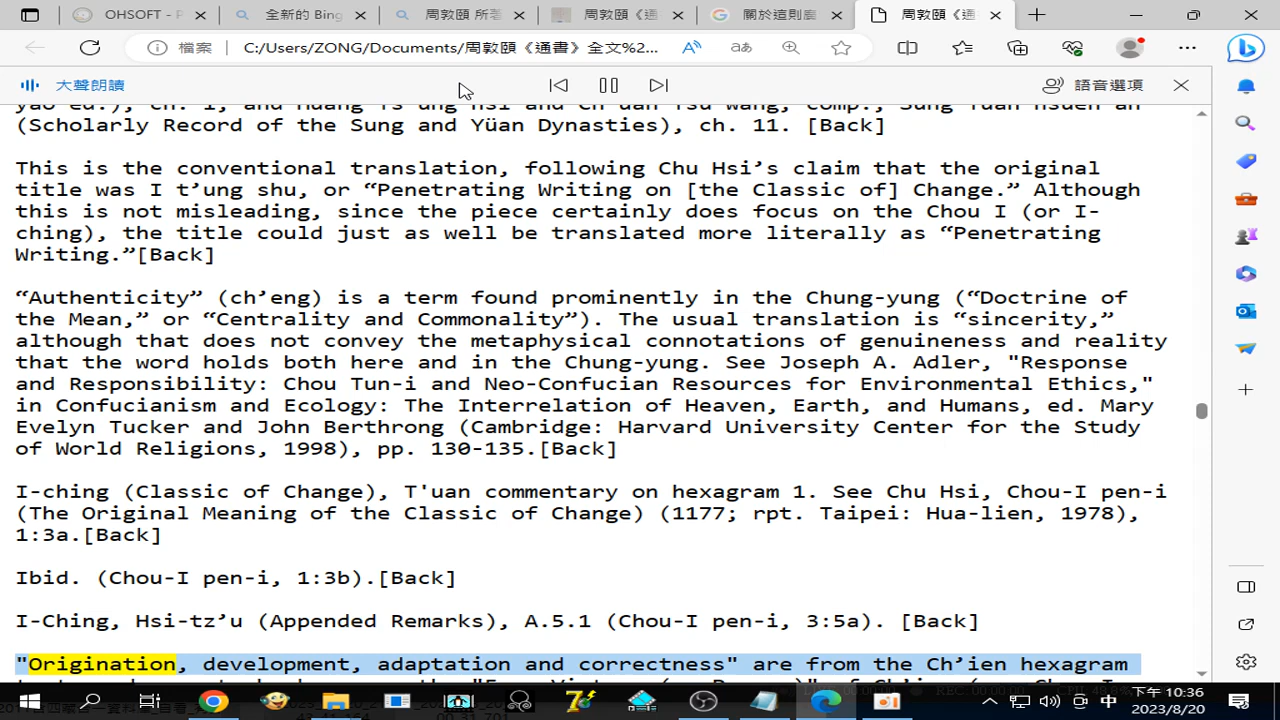 OHSOFT - P
全新的 Bing
周敦頤 所著
周敦頤《通
關於這則廟
周敦頤《通
檔案
C:/Users/ZONG/Documents/周敦頤《通書》全文%2...
大聲朗讀
語音選項
(Scholarly Record of the Sung and Yüan Dynasties), ch. 11. [Back]
This is the conventional translation, following Chu Hsi’s claim that the original
title was I t’ung shu, or “Penetrating Writing on [the Classic of] Change.” Although
this is not misleading, since the piece certainly does focus on the Chou I (or I-
ching), the title could just as well be translated more literally as “Penetrating
Writing.”[Back]
“Authenticity” (ch’eng) is a term found prominently in the Chung-yung (“Doctrine of
the Mean,” or “Centrality and Commonality”). The usual translation is “sincerity,”
although that does not convey the metaphysical connotations of genuineness and reality
that the word holds both here and in the Chung-yung. See Joseph A. Adler, "Response
and Responsibility: Chou Tun-i and Neo-Confucian Resources for Environmental Ethics,"
in Confucianism and Ecology: The Interrelation of Heaven, Earth, and Humans, ed. Mary
Evelyn Tucker and John Berthrong (Cambridge: Harvard University Center for the Study
of World Religions, 1998), pp. 130-135.[Back]
I-ching (Classic of Change), T'uan commentary on hexagram 1. See Chu Hsi, Chou-I pen-i
(The Original Meaning of the Classic of Change) (1177; rpt. Taipei: Hua-lien, 1978),
1:3a.[Back]
Ibid. (Chou-I pen-i, 1:3b).[Back]
I-Ching, Hsi-tz’u (Appended Remarks), A.5.1 (Chou-I pen-i, 3:5a). [Back]
"Origination, development, adaptation and correctness" are from the Ch’ien hexagram
中
下午 10:36
2023/8/20